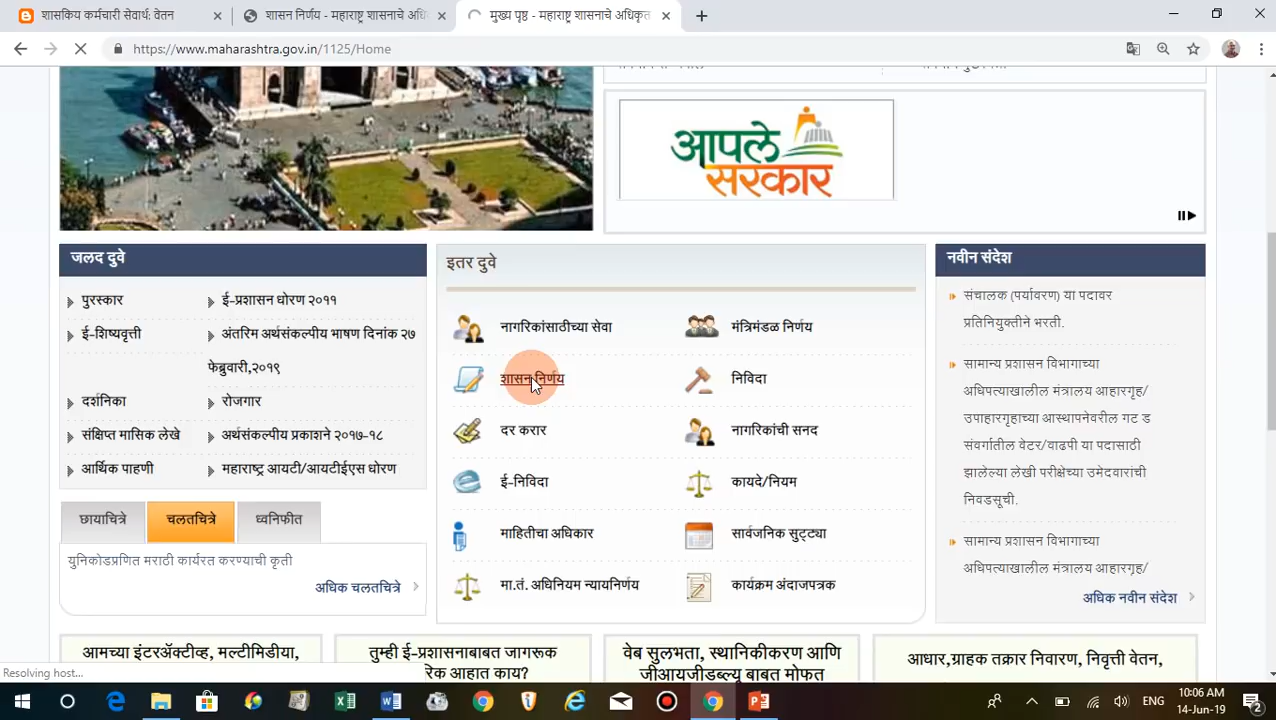 शासकिय कर्मचारी सेवार्थ: वेतन
शासन निर्णय - महाराष्ट्र शासनाचे अधि
मुख्य पृष्ठ - महाराष्ट्र शासनाचे अधिकृत
https://www.maharashtra.gov.in/1125/Home
आपले
सरकार
जलद दुवे
पुरस्कार
ई-प्रशासन धोरण २०११
ई-शिष्यवृत्ती
अंतरिम अर्थसंकल्पीय भाषण दिनांक २७
फेब्रुवारी,२०१९
दर्शनिका
रोजगार
संक्षिप्त मासिक लेखे
अर्थसंकल्पीय प्रकाशने २०१७-१८
आर्थिक पाहणी
महाराष्ट्र आयटी/आयटीईएस धोरण
छायाचित्रे
चलतचित्रे
ध्वनिफीत
युनिकोडप्रणित मराठी कार्यरत करण्याची कृती
अधिक चलतचित्रे
इतर दुवे
नागरिकांसाठीच्या सेवा
मंत्रिमंडळ निर्णय
शासन निर्णय
निविदा
दर करार
नागरिकांची सनद
ई-निविदा
कायदे/नियम
माहितीचा अधिकार
सार्वजनिक सुट्ट्या
मा.तं. अधिनियम न्यायनिर्णय
कार्यक्रम अंदाजपत्रक
नवीन संदेश
संचालक (पर्यावरण) या पदावर
प्रतिनियुक्तीने भरती.
सामान्य प्रशासन विभागाच्या
अधिपत्याखालील मंत्रालय आहारगृह/
उपाहारगृहाच्या आस्थापनेवरील गट ड
संवर्गातील वेटर/वाढपी या पदासाठी
झालेल्या लेखी परीक्षेच्या उमेदवारांची
निवडसूची.
सामान्य प्रशासन विभागाच्या
अधिपत्याखालील मंत्रालय आहारगृह/
अधिक नवीन संदेश
आमच्या इंटरॲक्टीव्ह, मल्टीमिडीया,
तुम्ही ई-प्रशासनाबाबत जागरूक
रिक आहात काय?
वेब सुलभता, स्थानिकीकरण आणि
जीआयजीडब्ल्यु बाबत मोफत
आधार,ग्राहक तक्रार निवारण, निवृत्ती वेतन,
Resolving host...
ENG
10:06 AM
14-Jun-19
2